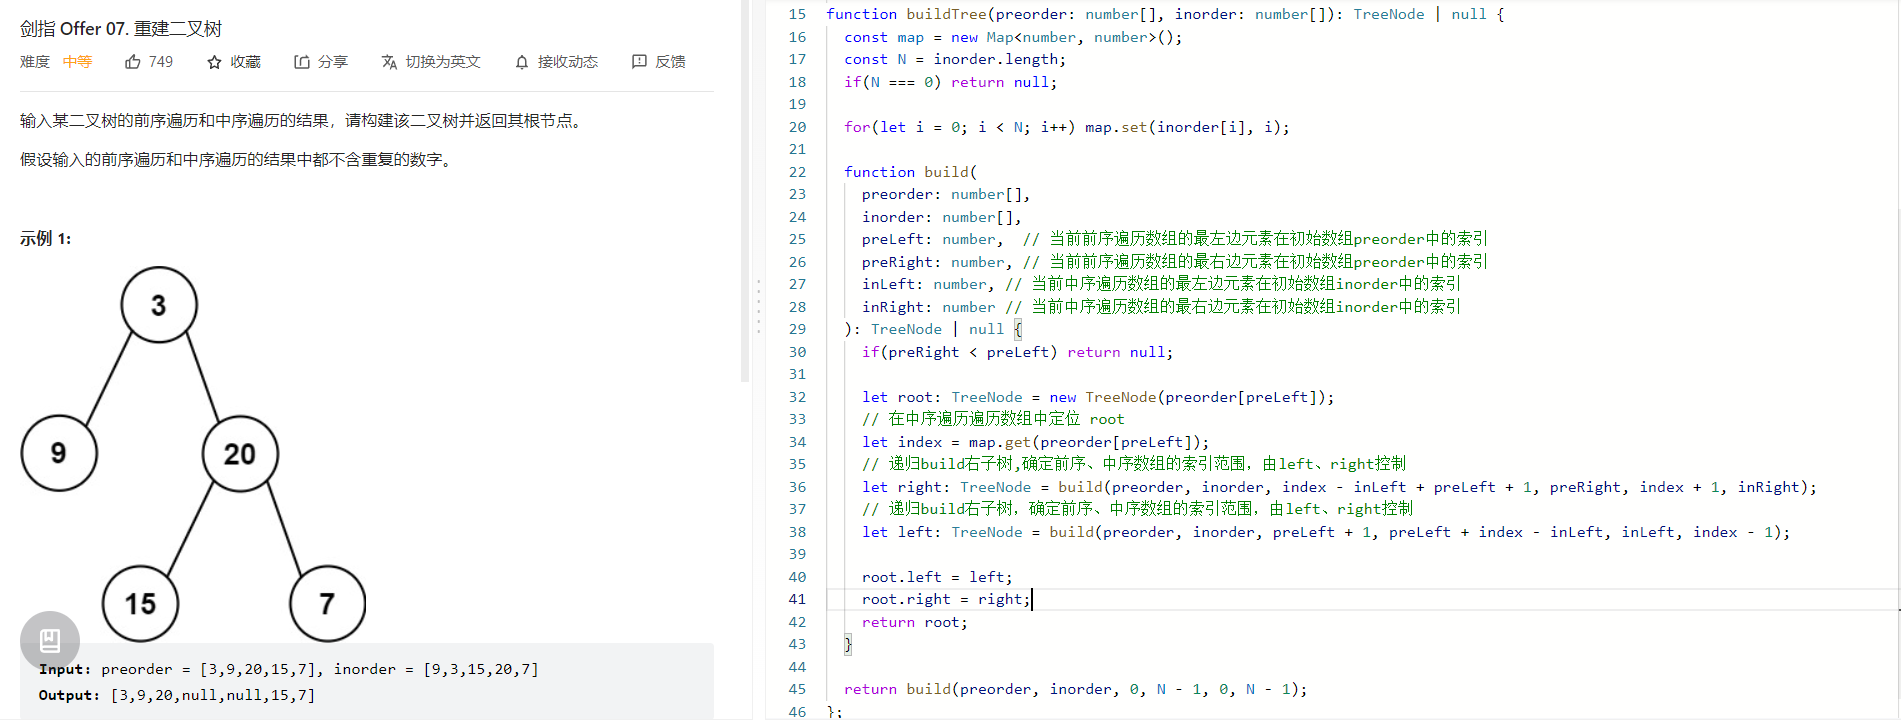 剑指 Offer 07. 重建二叉树
难度 中等 749 收藏 分享 切换为英文 接收动态 反馈
输入某二叉树的前序遍历和中序遍历的结果，请构建该二叉树并返回其根节点。
假设输入的前序遍历和中序遍历的结果中都不含重复的数字。
示例 1:
3
9
20
15
7
Input: preorder = [3,9,20,15,7], inorder = [9,3,15,20,7]
Output: [3,9,20,null,null,15,7]
15 function buildTree(preorder: number[], inorder: number[]): TreeNode | null {
16 const map = new Map<number, number>();
17 const N = inorder.length;
18 if(N === 0) return null;
19
20 for(let i = 0; i < N; i++) map.set(inorder[i], i);
21
22 function build(
23 preorder: number[],
24 inorder: number[],
25 preLeft: number, // 当前前序遍历数组的最左边元素在初始数组preorder中的索引
26 preRight: number, // 当前前序遍历数组的最右边元素在初始数组preorder中的索引
27 inLeft: number, // 当前中序遍历数组的最左边元素在初始数组inorder中的索引
28 inRight: number // 当前中序遍历数组的最右边元素在初始数组inorder中的索引
29 ): TreeNode | null {
30 if(preRight < preLeft) return null;
31
32 let root: TreeNode = new TreeNode(preorder[preLeft]);
33 // 在中序遍历遍历数组中定位 root
34 let index = map.get(preorder[preLeft]);
35 // 递归build右子树,确定前序、中序数组的索引范围，由left、right控制
36 let right: TreeNode = build(preorder, inorder, index - inLeft + preLeft + 1, preRight, index + 1, inRight);
37 // 递归build右子树，确定前序、中序数组的索引范围，由left、right控制
38 let left: TreeNode = build(preorder, inorder, preLeft + 1, preLeft + index - inLeft, inLeft, index - 1);
39
40 root.left = left;
41 root.right = right;
42 return root;
43 }
44
45 return build(preorder, inorder, 0, N - 1, 0, N - 1);
46 };